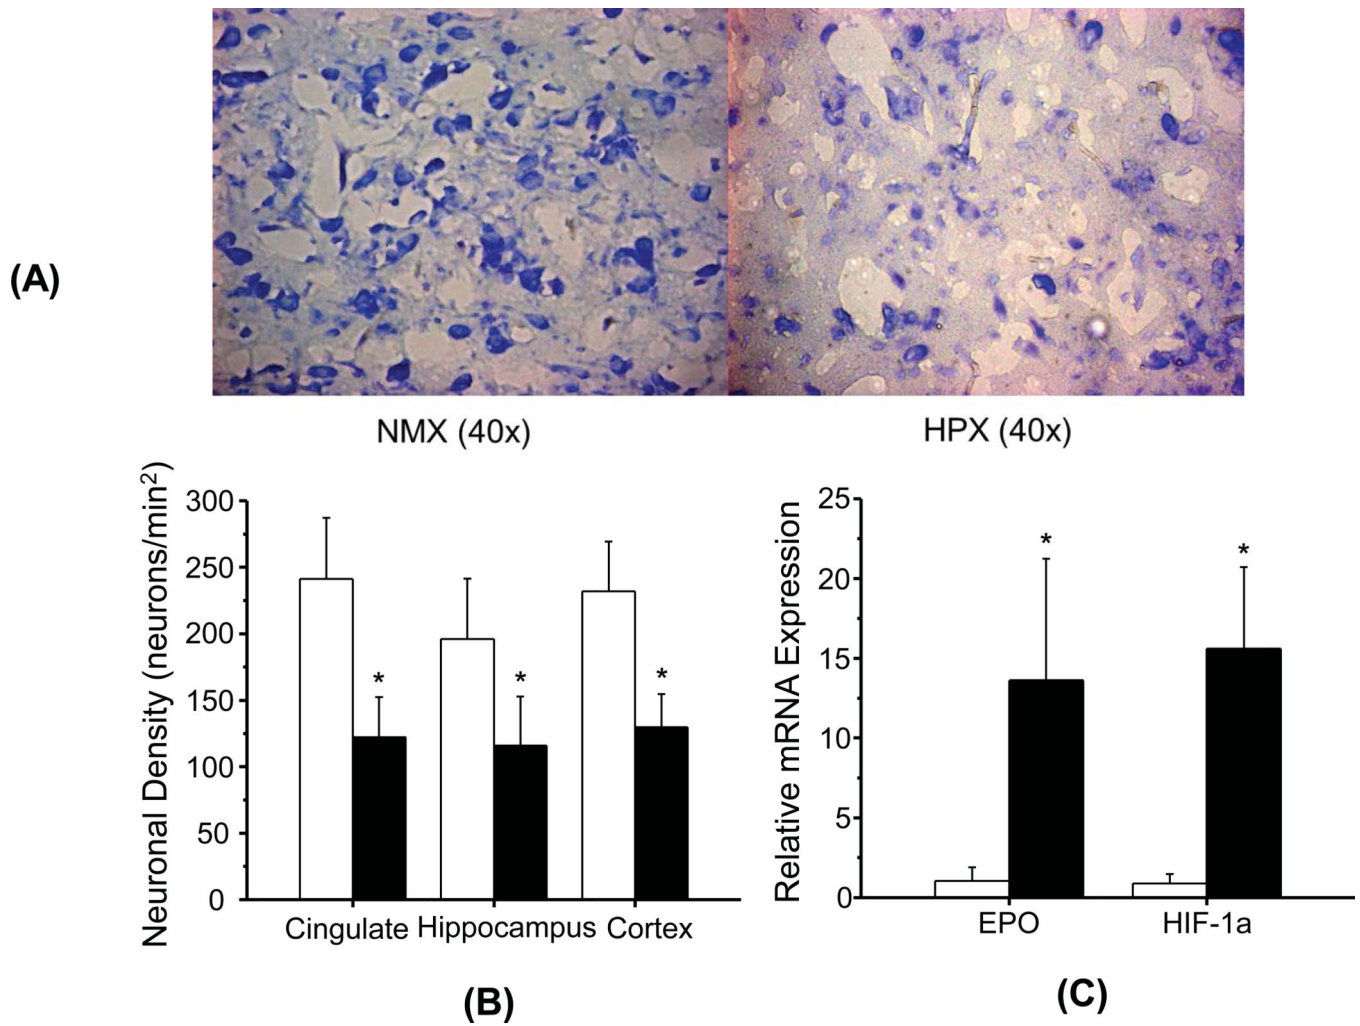 (A)
NMX (40x)
HPX (40x)
Neuronal Density (neurons/min²)
300
250
200
150
100
50
0
*
*
*
Cingulate Hippocampus Cortex
(B)
Relative mRNA Expression
25
20
15
10
5
0
*
*
EPO
HIF-1a
(C)